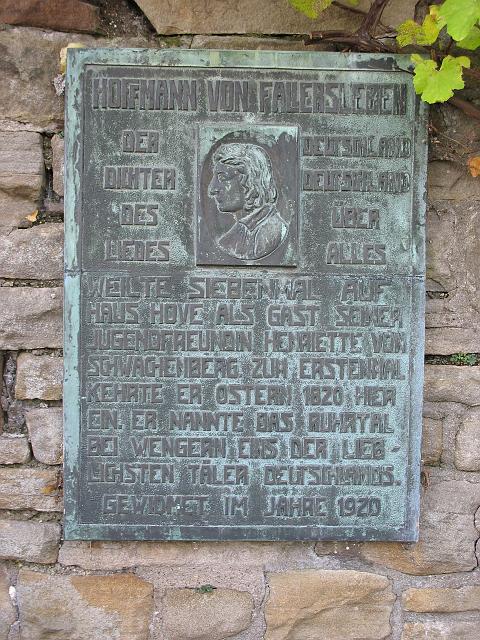 HOFFMANN VON FALLERSLEBEN
DER
DICHTER
DES
LIEDES
DEUTSCHLAND
DEUTSCHLAND
ÜBER
ALLES
WEILTE SIEBENMAL AUF
HAUS HOVE ALS GAST SEINER
JUGENDFREUNDIN HENRIETTE VON
SCHWACHENBERG. ZUM ERSTENMAL
KEHRTE ER OSTERN 1820 HIER
EIN. ER NANNTE DAS RUHRTAL
BEI WENGERN EINS DER LIEB-
LICHSTEN TÄLER DEUTSCHLANDS.
GEWIDMET IM JAHRE 1920